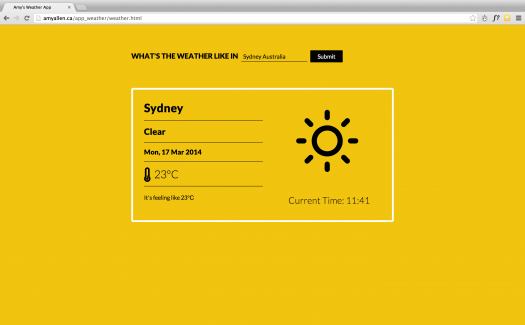 Amy's Weather App
amyallen.ca/app_weather/weather.html
f?
WHAT'S THE WEATHER LIKE IN Sydney Australia Submit
Sydney
Clear
Mon, 17 Mar 2014
23°C
It's feeling like 23°C
Current Time: 11:41